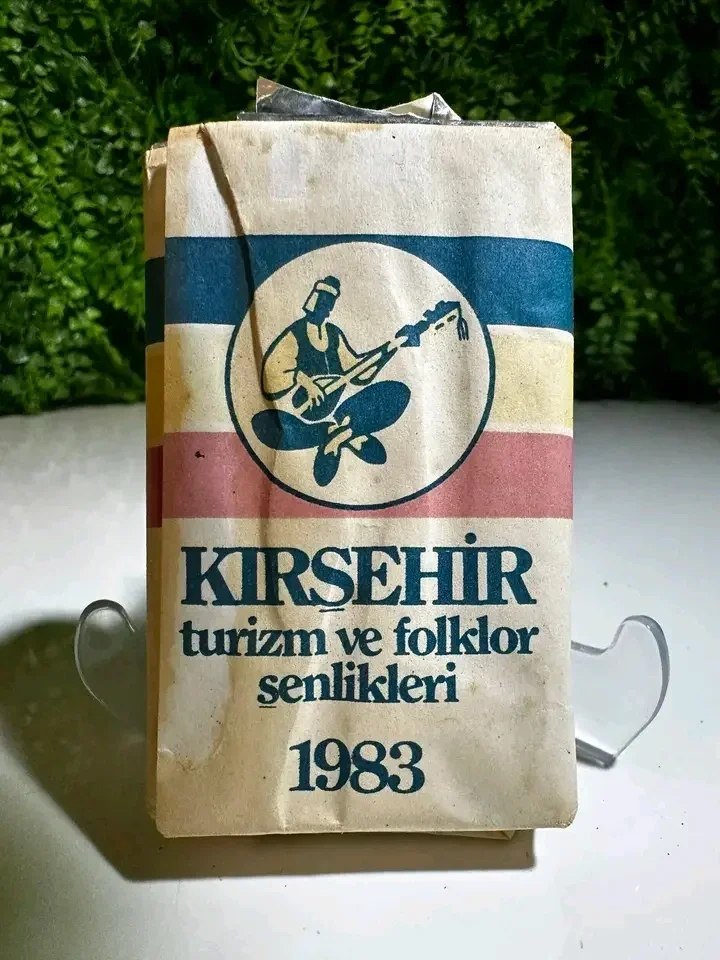 KIRŞEHİR
turizm ve folklor
şenlikleri
1983